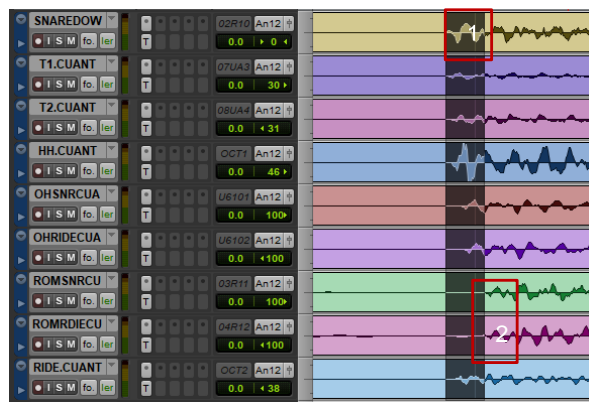 SNAREDOW 02R10 An12
I S M fo. ler T 0.0 0
T1.CUANT 07UA3 An12
I S M fo. ler T 0.0 30
T2.CUANT 08UA4 An12
I S M fo. ler T 0.0 31
HH.CUANT OCT1 An12
I S M fo. ler T 0.0 46
OHSNRCUA U6101 An12
I S M fo. ler T 0.0 100
OHRIDECUA U6102 An12
I S M fo. ler T 0.0 100
ROMSNRCU 03R11 An12
I S M fo. ler T 0.0 100
ROMRDIECU 04R12 An12
I S M fo. ler T 0.0 100
RIDE.CUANT OCT2 An12
I S M fo. ler T 0.0 38
1
2